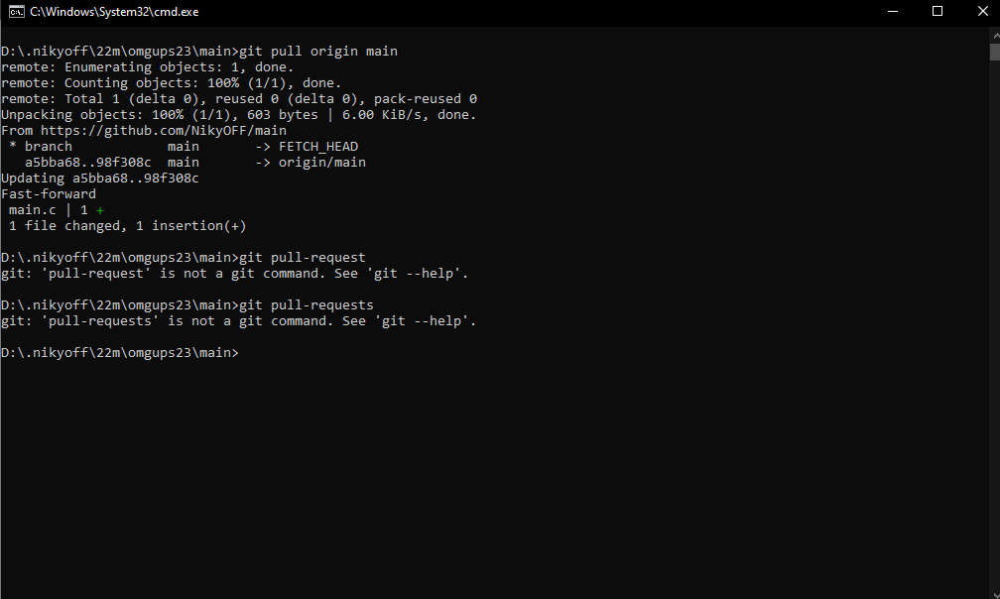 C:\Windows\System32\cmd.exe
D:\.nikyoff\22m\omgups23\main>git pull origin main
remote: Enumerating objects: 1, done.
remote: Counting objects: 100% (1/1), done.
remote: Total 1 (delta 0), reused 0 (delta 0), pack-reused 0
Unpacking objects: 100% (1/1), 603 bytes | 6.00 KiB/s, done.
From https://github.com/NikyOFF/main
 * branch            main       -> FETCH_HEAD
   a5bba68..98f308c  main       -> origin/main
Updating a5bba68..98f308c
Fast-forward
 main.c | 1 +
 1 file changed, 1 insertion(+)
D:\.nikyoff\22m\omgups23\main>git pull-request
git: 'pull-request' is not a git command. See 'git --help'.
D:\.nikyoff\22m\omgups23\main>git pull-requests
git: 'pull-requests' is not a git command. See 'git --help'.
D:\.nikyoff\22m\omgups23\main>